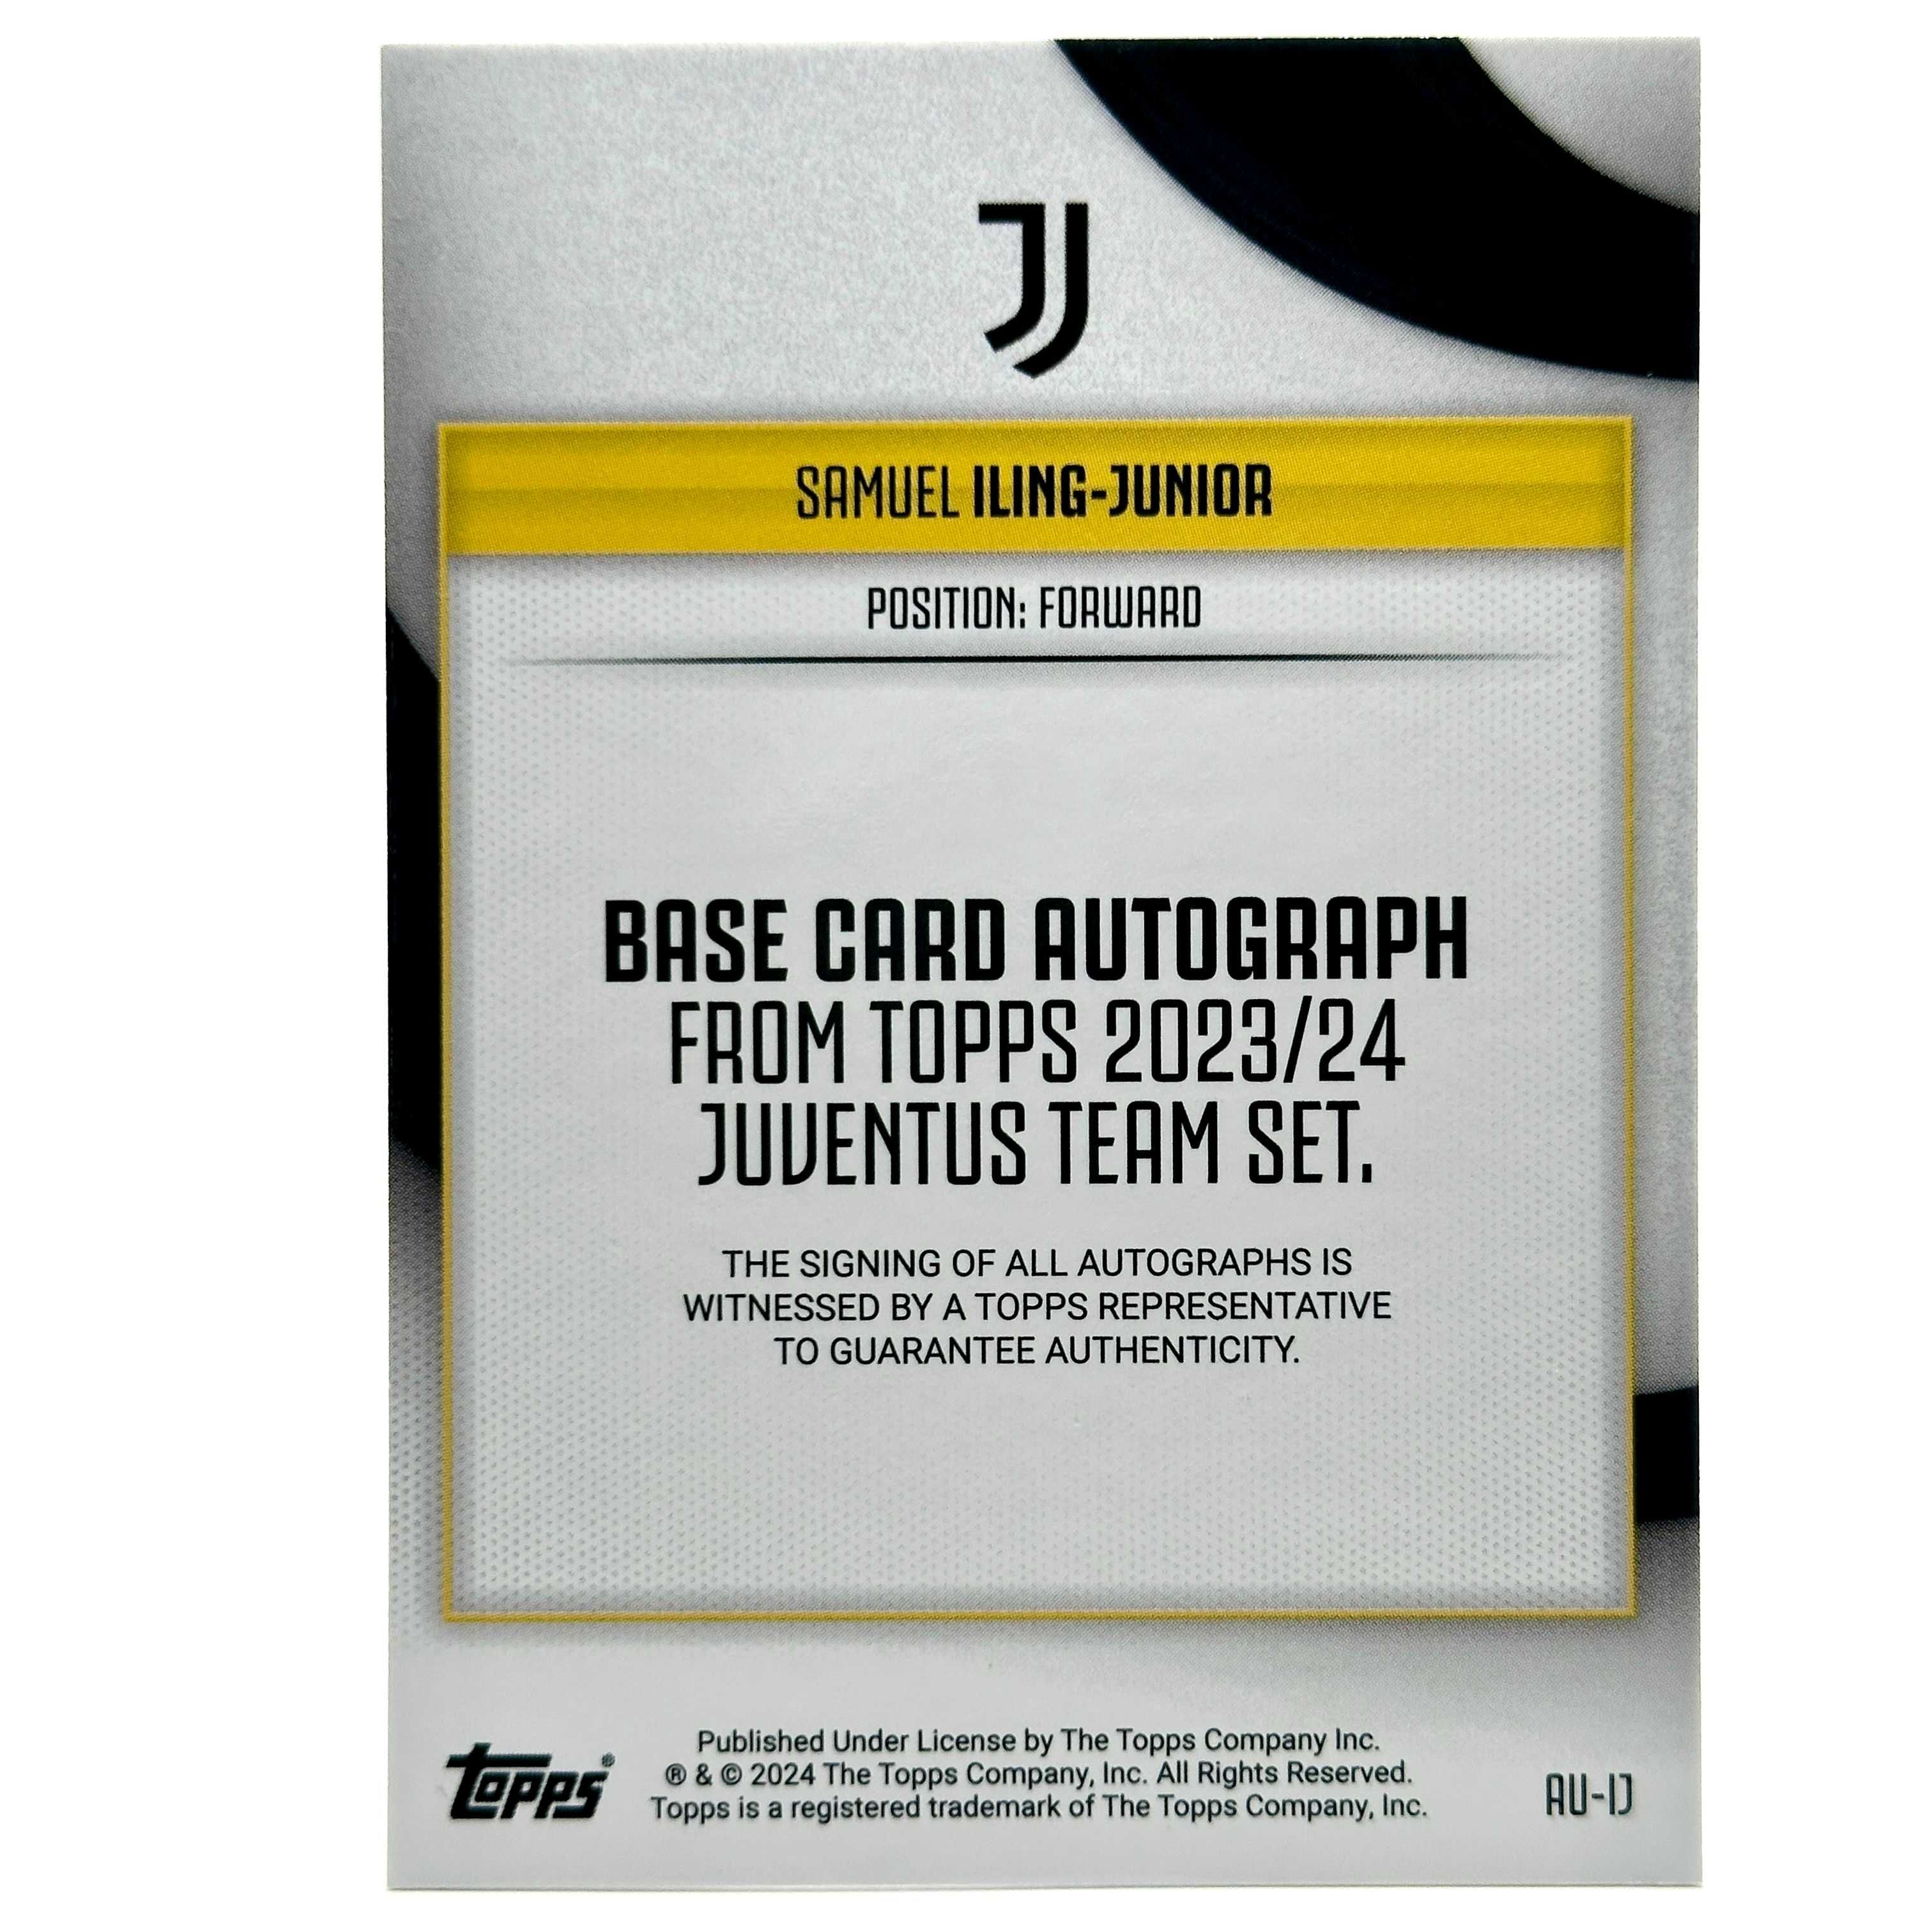 SAMUEL ILING-JUNIOR
POSITION: FORWARD
BASE CARD AUTOGRAPH
FROM TOPPS 2023/24
JUVENTUS TEAM SET.
THE SIGNING OF ALL AUTOGRAPHS IS
WITNESSED BY A TOPPS REPRESENTATIVE
TO GUARANTEE AUTHENTICITY.
Published Under License by The Topps Company Inc.
® & © 2024 The Topps Company, Inc. All Rights Reserved.
Topps is a registered trademark of The Topps Company, Inc.
topps®
AU-IJ